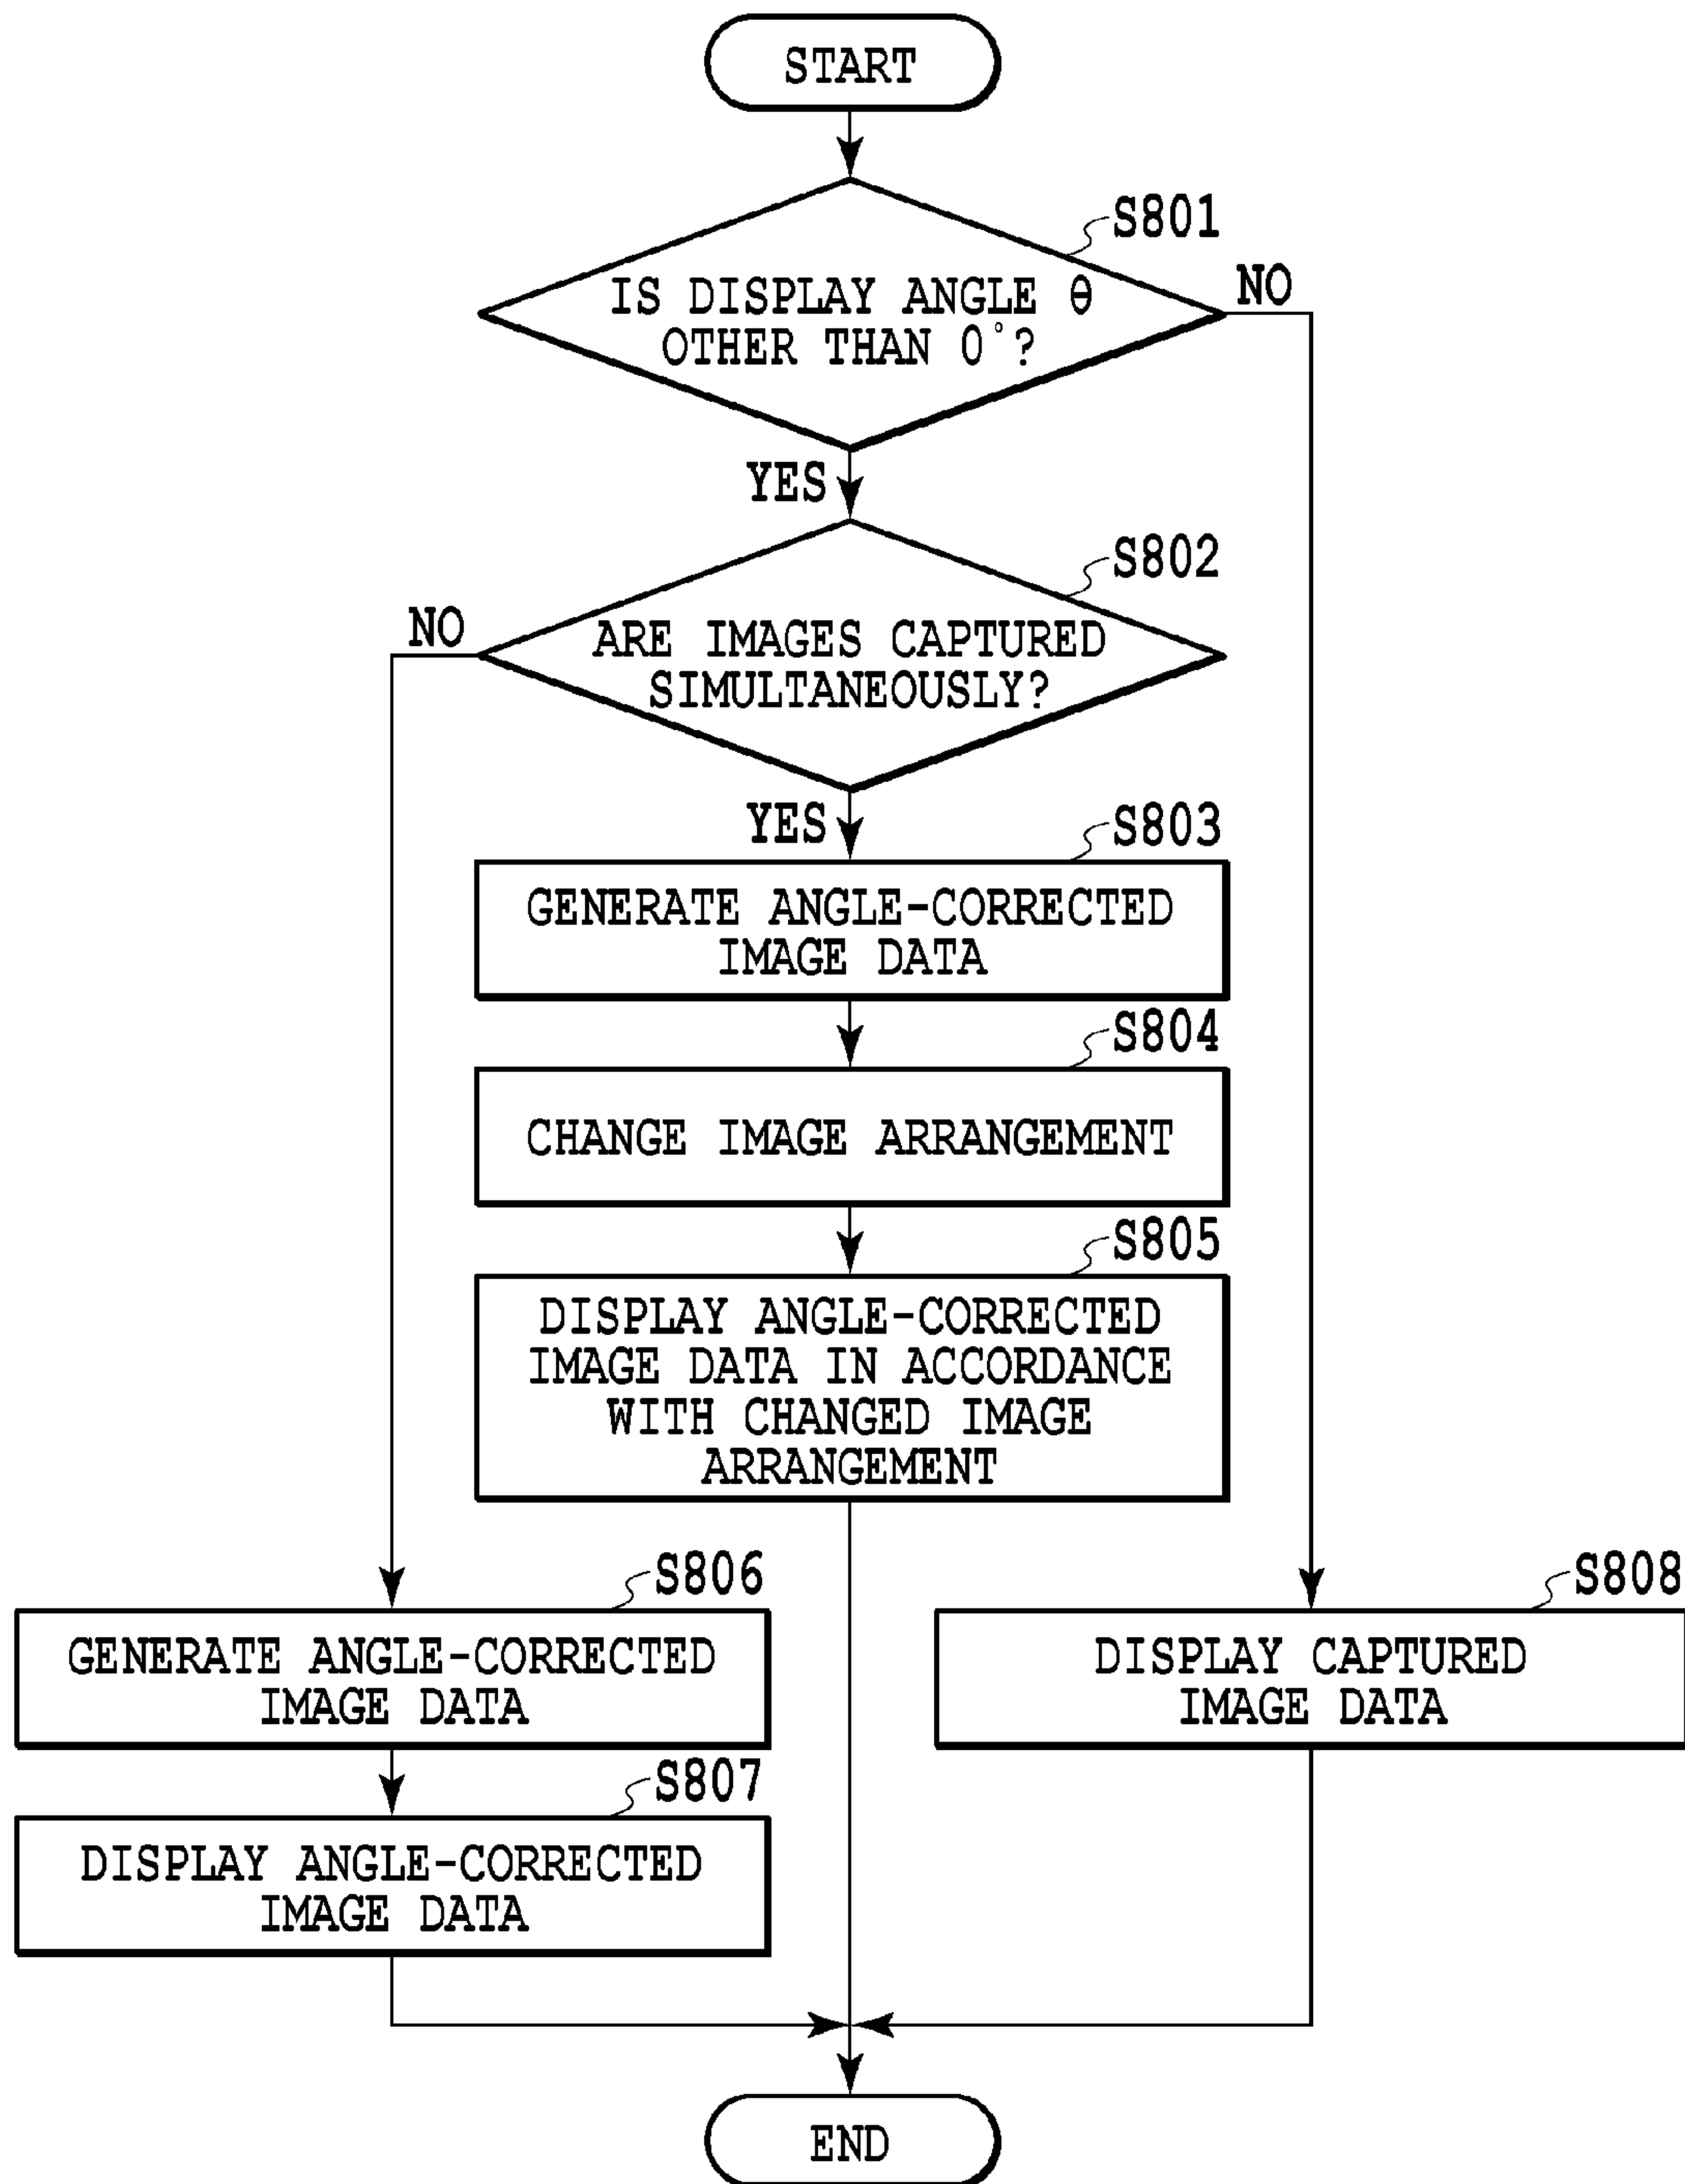 START
S801
IS DISPLAY ANGLE θ
OTHER THAN 0°?
NO
YES
S802
NO
ARE IMAGES CAPTURED
SIMULTANEOUSLY?
YES
S803
GENERATE ANGLE-CORRECTED
IMAGE DATA
S804
CHANGE IMAGE ARRANGEMENT
S805
DISPLAY ANGLE-CORRECTED
IMAGE DATA IN ACCORDANCE
WITH CHANGED IMAGE
ARRANGEMENT
S806
GENERATE ANGLE-CORRECTED
IMAGE DATA
S808
DISPLAY CAPTURED
IMAGE DATA
S807
DISPLAY ANGLE-CORRECTED
IMAGE DATA
END